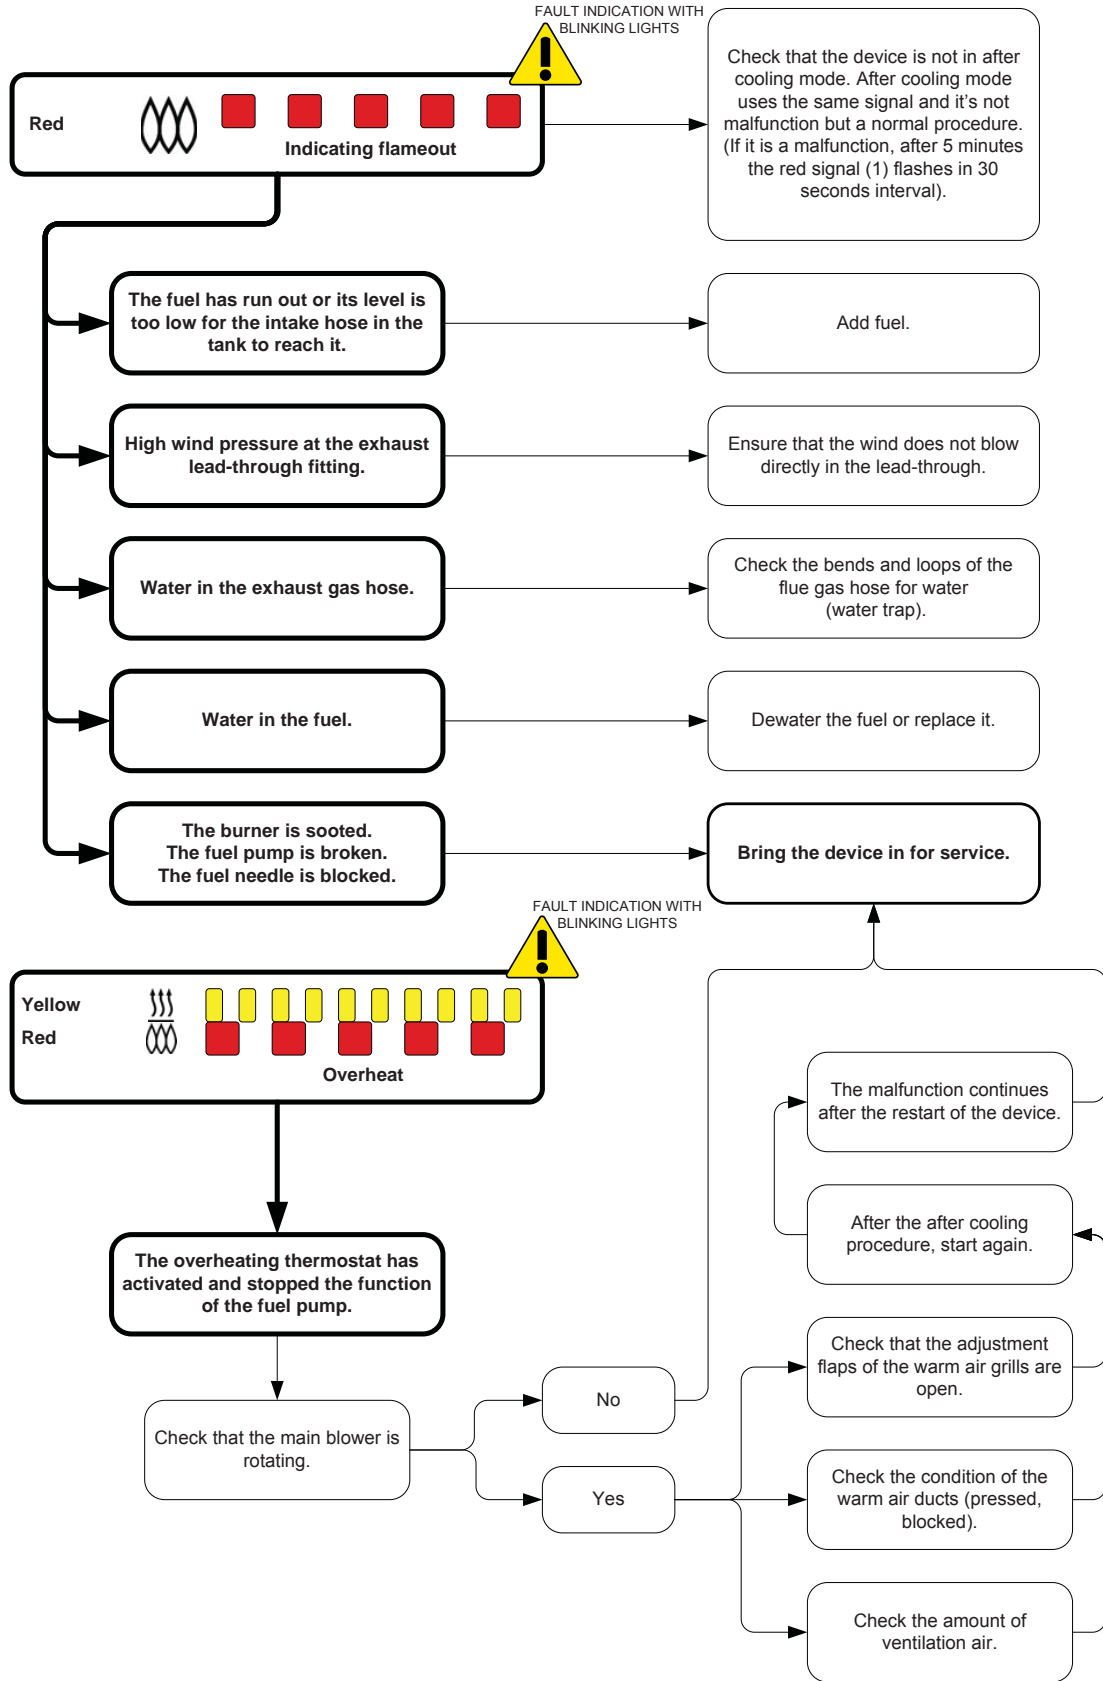 FAULT INDICATION WITH
BLINKING LIGHTS
Red
Indicating flameout
Check that the device is not in after
cooling mode. After cooling mode
uses the same signal and it's not
malfunction but a normal procedure.
(If it is a malfunction, after 5 minutes
the red signal (1) flashes in 30
seconds interval).
The fuel has run out or its level is
too low for the intake hose in the
tank to reach it.
Add fuel.
High wind pressure at the exhaust
lead-through fitting.
Ensure that the wind does not blow
directly in the lead-through.
Water in the exhaust gas hose.
Check the bends and loops of the
flue gas hose for water
(water trap).
Water in the fuel.
Dewater the fuel or replace it.
The burner is sooted.
The fuel pump is broken.
The fuel needle is blocked.
Bring the device in for service.
FAULT INDICATION WITH
BLINKING LIGHTS
Yellow
Red
Overheat
The malfunction continues
after the restart of the device.
After the after cooling
procedure, start again.
The overheating thermostat has
activated and stopped the function
of the fuel pump.
Check that the main blower is
rotating.
No
Yes
Check that the adjustment
flaps of the warm air grills are
open.
Check the condition of the
warm air ducts (pressed,
blocked).
Check the amount of
ventilation air.